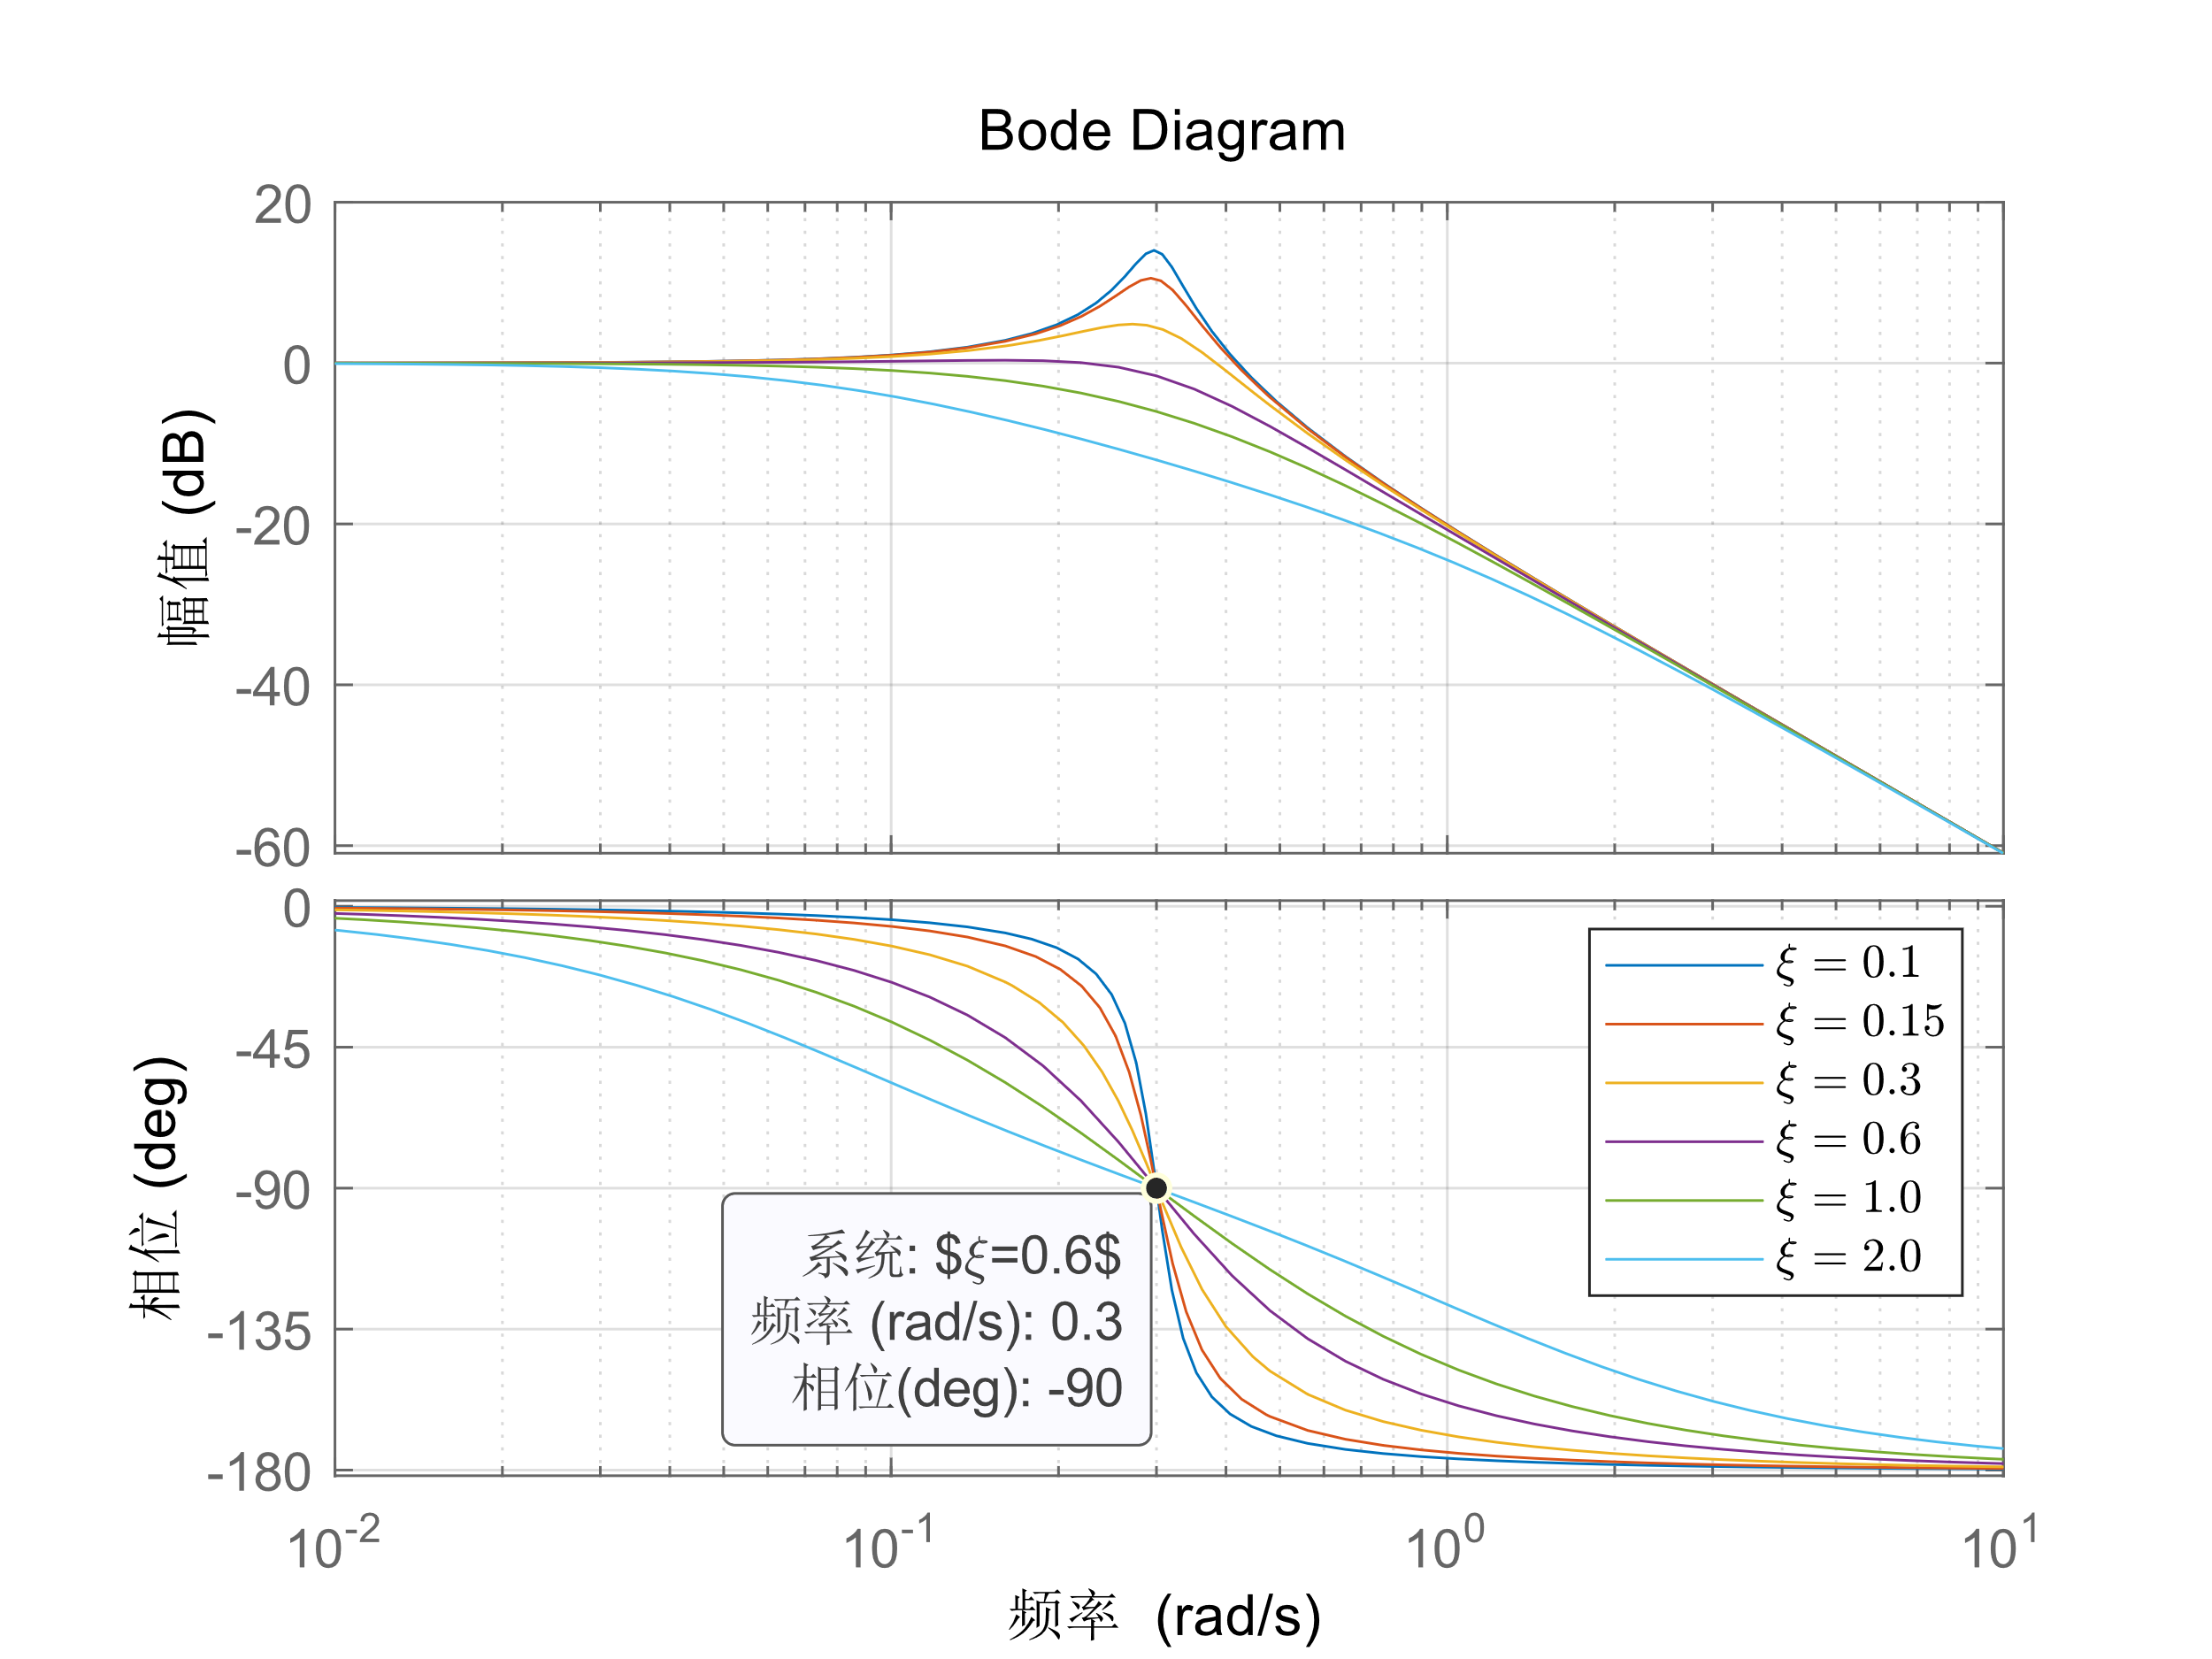 Bode Diagram
20
0
-20
-40
-60
幅值 (dB)
0
-45
-90
-135
-180
相位 (deg)
ξ = 0.1
ξ = 0.15
ξ = 0.3
ξ = 0.6
ξ = 1.0
ξ = 2.0
系统: $ξ=0.6$
频率 (rad/s): 0.3
相位(deg): -90
10⁻² 10⁻¹ 10⁰ 10¹
频率 (rad/s)